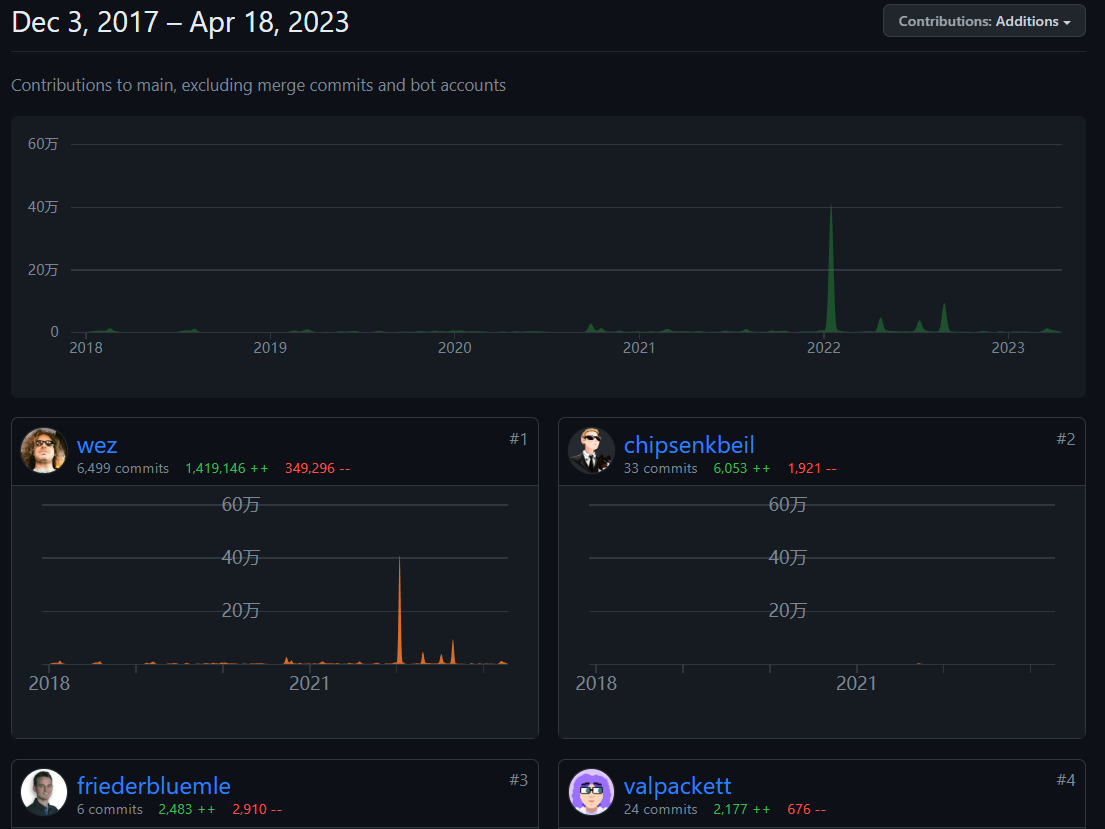 Dec 3, 2017 – Apr 18, 2023
Contributions: Additions
Contributions to main, excluding merge commits and bot accounts
60万
40万
20万
0
2018 2019 2020 2021 2022 2023
wez #1
6,499 commits 1,419,146 ++ 349,296 --
60万
40万
20万
2018 2021
chipsenkbeil #2
33 commits 6,053 ++ 1,921 --
60万
40万
20万
2018 2021
friederbluemle #3
6 commits 2,483 ++ 2,910 --
valpackett #4
24 commits 2,177 ++ 676 --